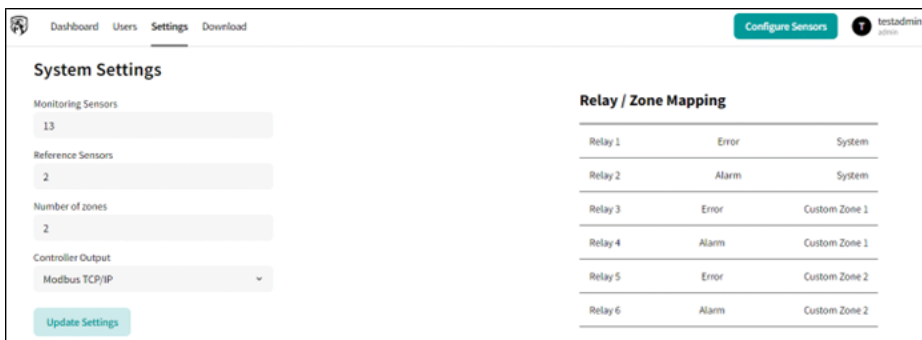 Dashboard Users Settings Download Configure Sensors T testadmin
admin
System Settings
Monitoring Sensors
13
Reference Sensors
2
Number of zones
2
Controller Output
Modbus TCP/IP
Update Settings
Relay / Zone Mapping
Relay 1 Error System
Relay 2 Alarm System
Relay 3 Error Custom Zone 1
Relay 4 Alarm Custom Zone 1
Relay 5 Error Custom Zone 2
Relay 6 Alarm Custom Zone 2